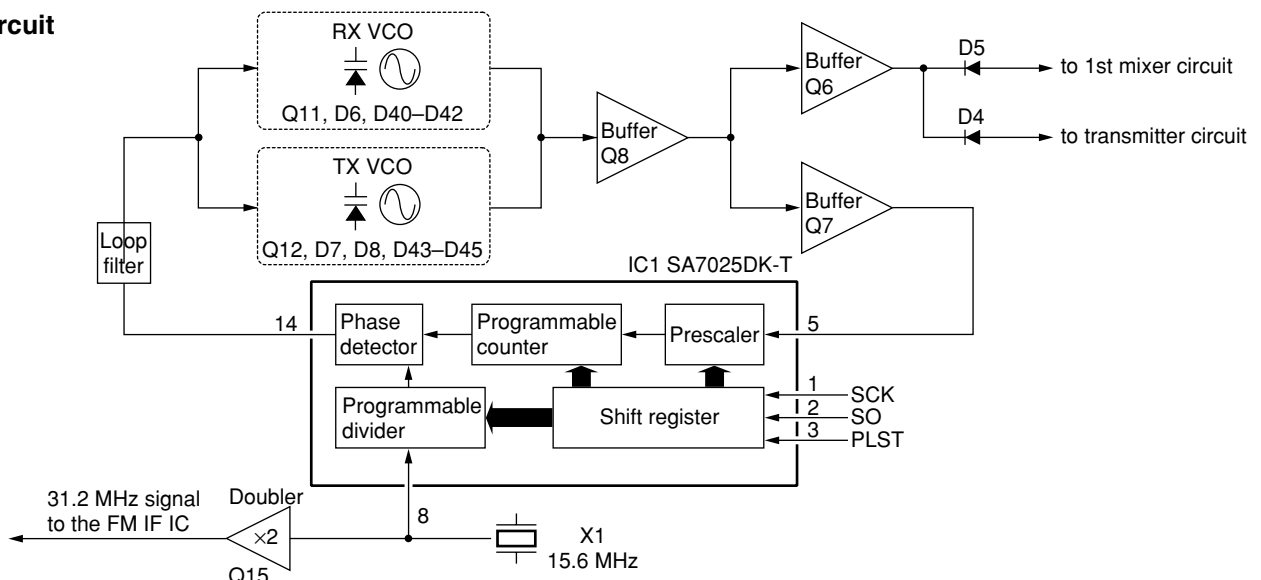 rcuit
RX VCO
Q11, D6, D40–D42
TX VCO
Q12, D7, D8, D43–D45
Buffer
Q8
Buffer
Q6
Buffer
Q7
D5
to 1st mixer circuit
D4
to transmitter circuit
Loop
filter
IC1 SA7025DK-T
14
Phase
detector
Programmable
counter
Prescaler
5
Programmable
divider
Shift register
1
SCK
2
SO
3
PLST
31.2 MHz signal
to the FM IF IC
Doubler
×2
Q15
8
X1
15.6 MHz